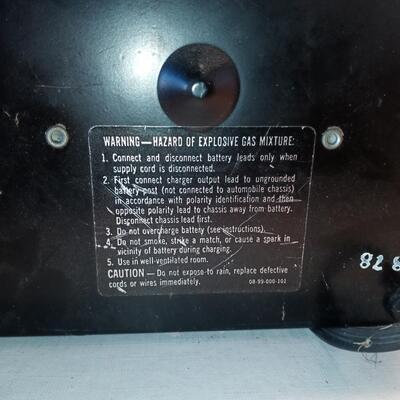 WARNING—HAZARD OF EXPLOSIVE GAS MIXTURE:
1. Connect and disconnect battery leads only when
supply cord is disconnected.
2. First connect charger output lead to ungrounded
battery post (not connected to automobile chassis)
in accordance with polarity identification and then
opposite polarity lead to chassis away from battery.
Disconnect chassis lead first.
3. Do not overcharge battery (see instructions).
4. Do not smoke, strike a match, or cause a spark in
vicinity of battery during charging.
5. Use in well-ventilated room.
CAUTION — Do not expose to rain, replace defective
cords or wires immediately. 08-99-000-102
828